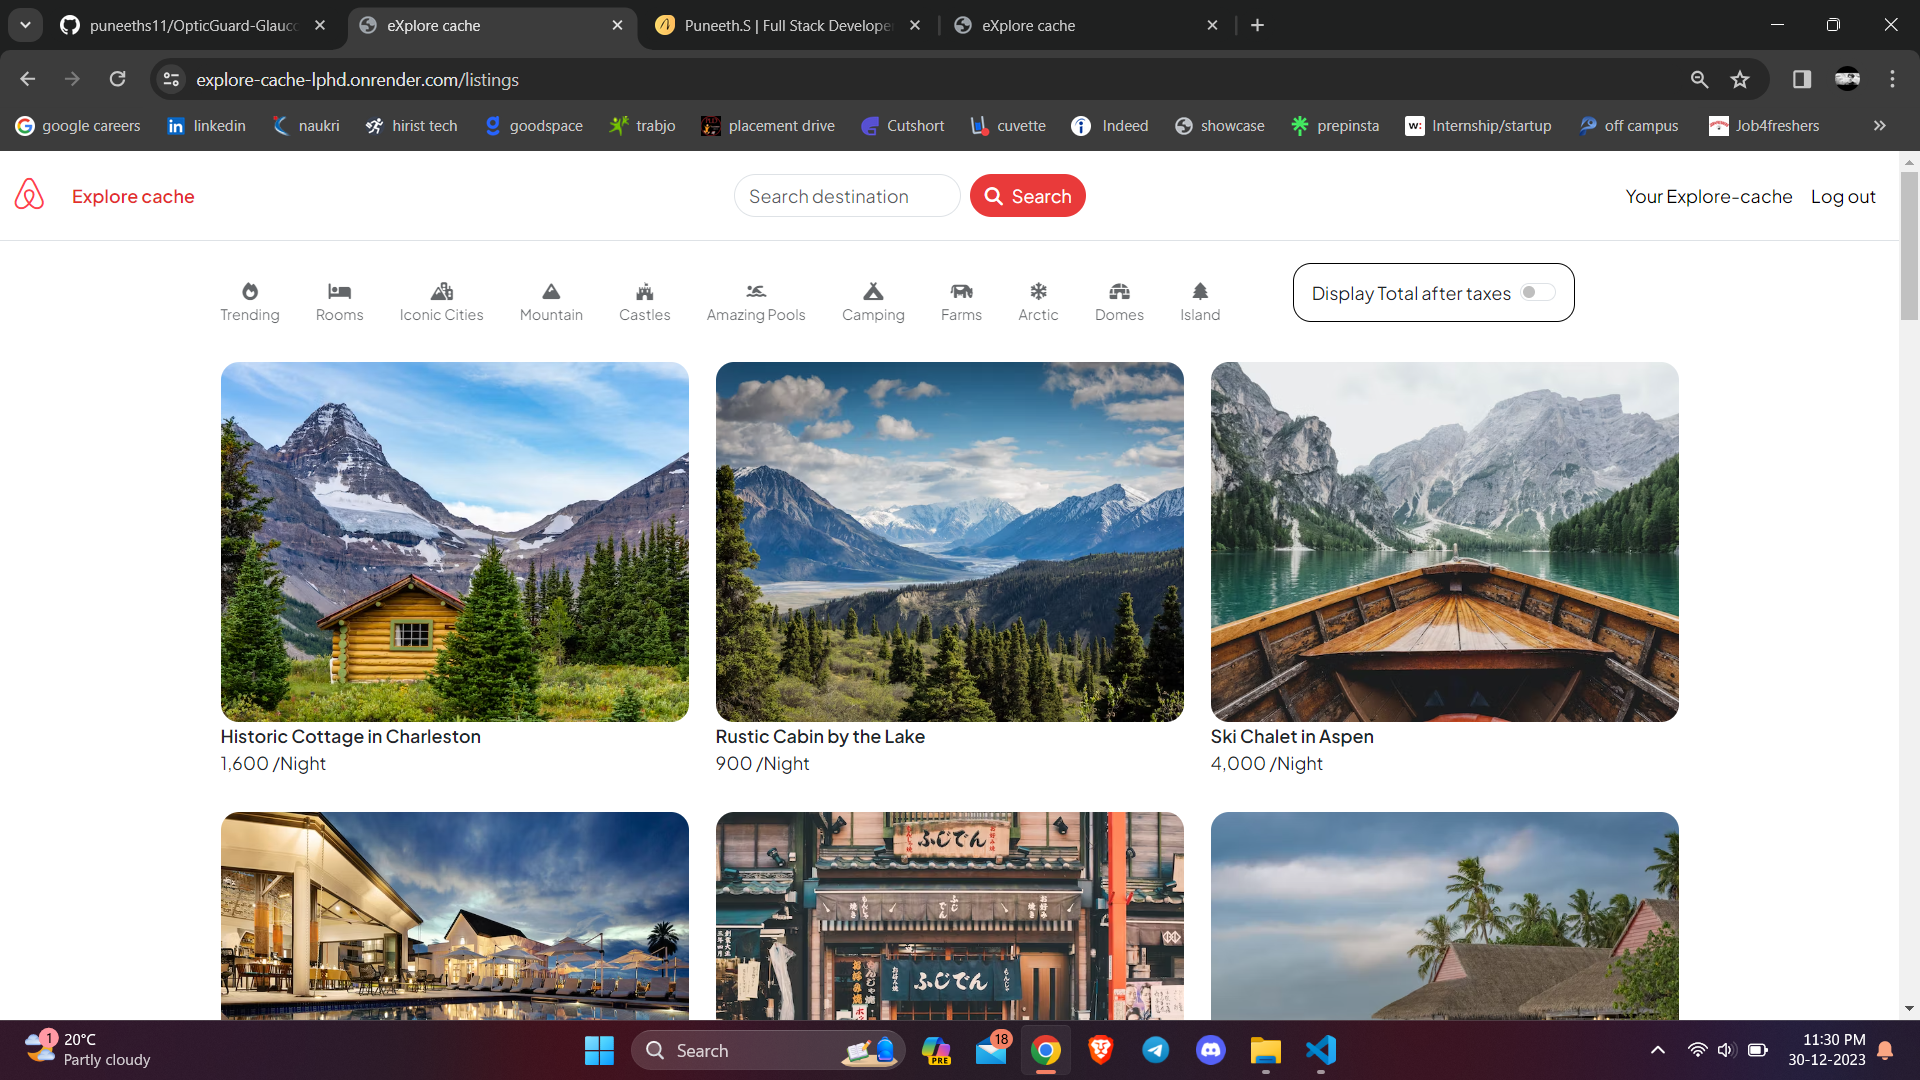 puneeths11/OpticGuard-Glauc
eXplore cache
Puneeth.S | Full Stack Develope
eXplore cache
explore-cache-lphd.onrender.com/listings
google careers
linkedin
naukri
hirist tech
goodspace
trabjo
placement drive
Cutshort
cuvette
Indeed
showcase
prepinsta
w:
Internship/startup
off campus
Job4freshers
Explore cache
Search destination
Search
Your Explore-cache
Log out
Trending
Rooms
Iconic Cities
Mountain
Castles
Amazing Pools
Camping
Farms
Arctic
Domes
Island
Display Total after taxes
Historic Cottage in Charleston
1,600 /Night
Rustic Cabin by the Lake
900 /Night
Ski Chalet in Aspen
4,000 /Night
ふじでん
ふじでん
1
20°C
Partly cloudy
Search
PRE
18
11:30 PM
30-12-2023